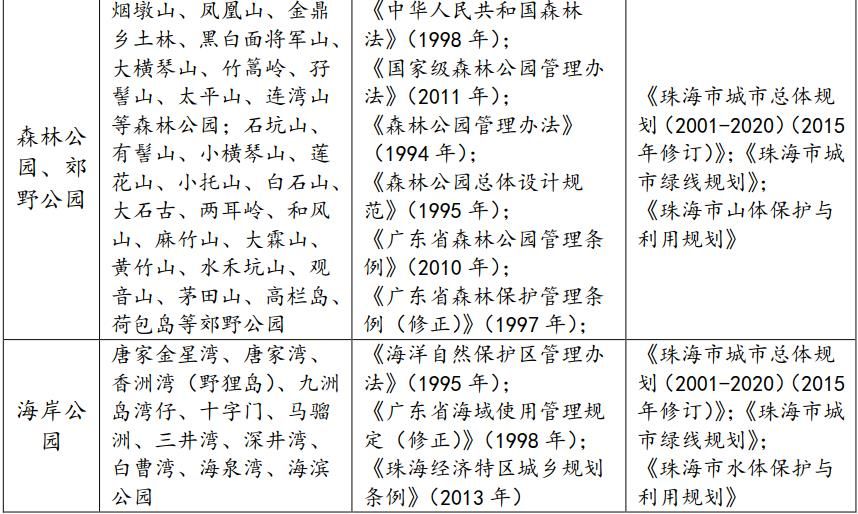 森林公
园、郊
野公园
烟墩山、凤凰山、金鼎
乡土林、黑白面将军山、
大横琴山、竹篙岭、孖
髻山、太平山、连湾山
等森林公园；石坑山、
有髻山、小横琴山、莲
花山、小托山、白石山、
大石古、两耳岭、和风
山、麻竹山、大霖山、
黄竹山、水禾坑山、观
音山、茅田山、高栏岛、
荷包岛等郊野公园
《中华人民共和国森林
法》（1998 年）；
《国家级森林公园管理办
法》（2011 年）；
《森林公园管理办法》
（1994 年）；
《森林公园总体设计规
范》（1995 年）；
《广东省森林公园管理条
例》（2010 年）；
《广东省森林保护管理条
例（修正）》（1997 年）；
《珠海市城市总体规
划（2001-2020）（2015
年修订）》；《珠海市城
市绿线规划》；
《珠海市山体保护与
利用规划》
海岸公
园
唐家金星湾、唐家湾、
香洲湾（野狸岛）、九洲
岛湾仔、十字门、马骝
洲、三井湾、深井湾、
白曹湾、海泉湾、海滨
公园
《海洋自然保护区管理办
法》（1995 年）；
《广东省海域使用管理规
定（修正）》（1998 年）；
《珠海经济特区城乡规划
条例》（2013 年）
《珠海市城市总体规
划（2001-2020）（2015
年修订）》；《珠海市城
市绿线规划》；
《珠海市水体保护与
利用规划》